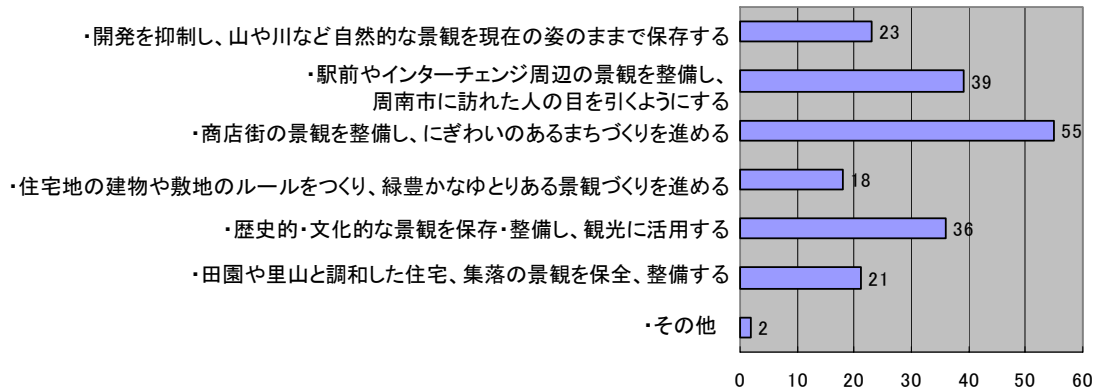 ・開発を抑制し、山や川など自然的な景観を現在の姿のままで保存する 23
・駅前やインターチェンジ周辺の景観を整備し、
周南市に訪れた人の目を引くようにする 39
・商店街の景観を整備し、にぎわいのあるまちづくりを進める 55
・住宅地の建物や敷地のルールをつくり、緑豊かなゆとりある景観づくりを進める 18
・歴史的・文化的な景観を保存・整備し、観光に活用する 36
・田園や里山と調和した住宅、集落の景観を保全、整備する 21
・その他 2
0 10 20 30 40 50 60